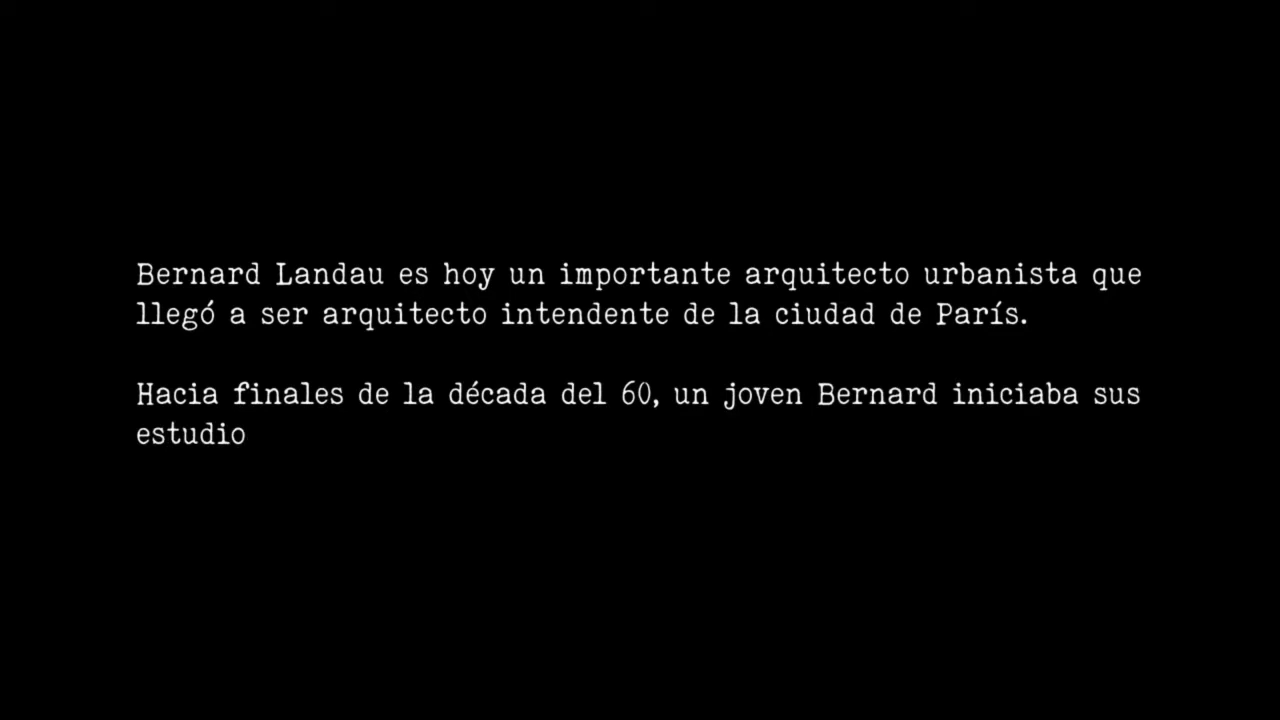 Bernard Landau es hoy un importante arquitecto urbanista que
llegó a ser arquitecto intendente de la ciudad de París.
Hacia finales de la década del 60, un joven Bernard iniciaba sus
estudio